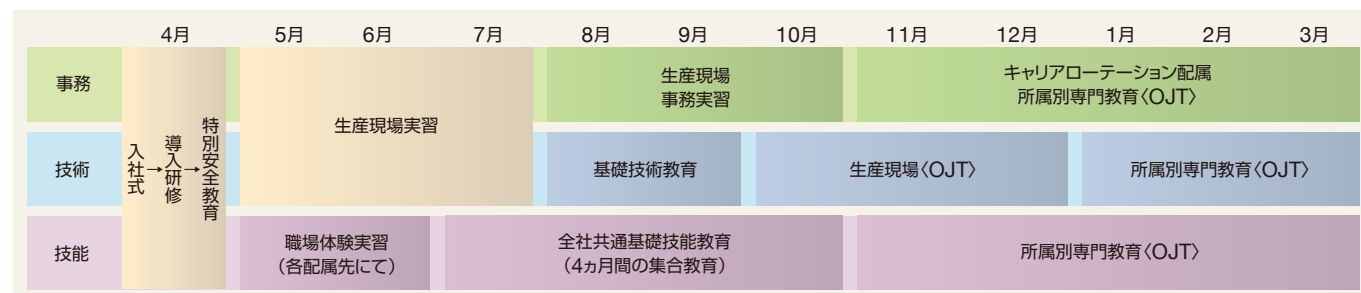 4月 5月 6月 7月 8月 9月 10月 11月 12月 1月 2月 3月
事務
技術
技能
入社式→導入研修→特別安全教育
生産現場実習
生産現場
事務実習
キャリアローテーション配属
所属別専門教育〈OJT〉
基礎技術教育
生産現場〈OJT〉
所属別専門教育〈OJT〉
職場体験実習
（各配属先にて）
全社共通基礎技能教育
（4ヵ月間の集合教育）
所属別専門教育〈OJT〉